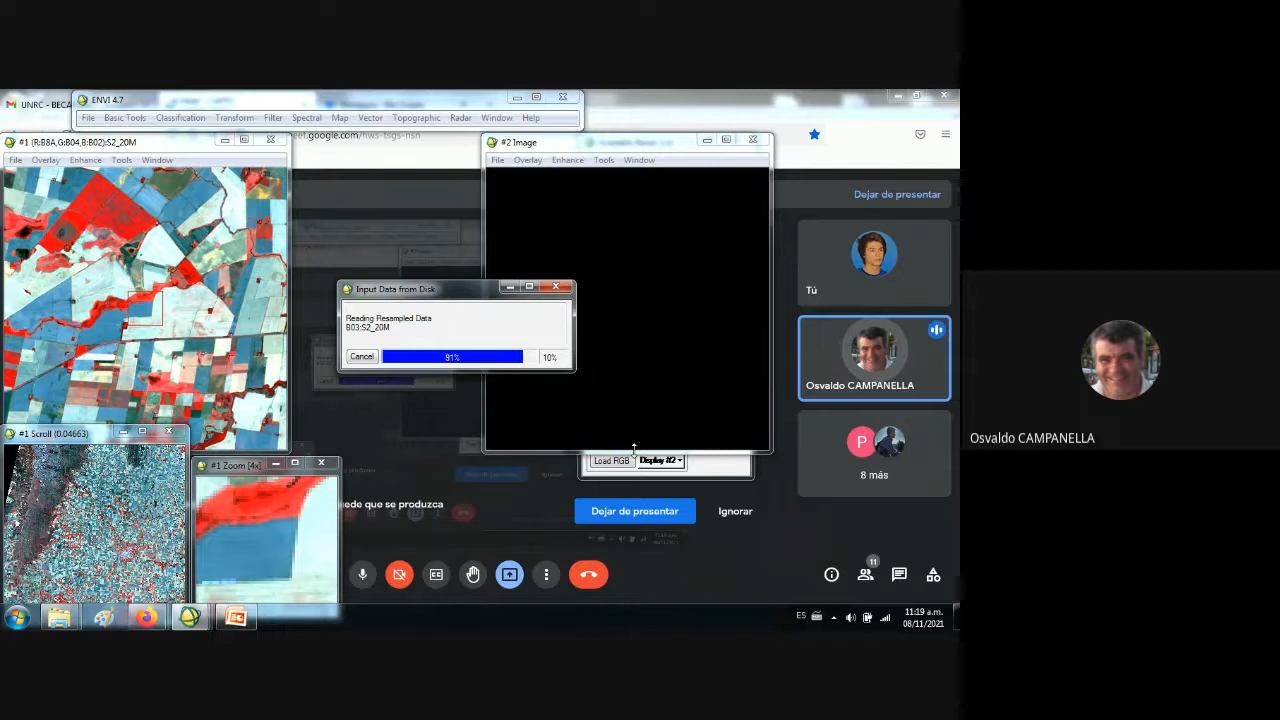 UNRC - BECA
ENVI 4.7
File Basic Tools Classification Transform Filter Spectral Map Vector Topographic Radar Window Help
eet.google.com/nws-tsgs-nsn
#1 (R:B8A,G:B04,B:B02):S2_20M
File Overlay Enhance Tools Window
#2 Image
File Overlay Enhance Tools Window
Dejar de presentar
Tú
Input Data from Disk
Reading Resampled Data
B03:S2_20M
Cancel 91% 10%
Osvaldo CAMPANELLA
P
8 más
Osvaldo CAMPANELLA
#1 Scroll (0.04663)
#1 Zoom [4x]
Load RGB Display #2
ede que se produzca
Dejar de presentar Ignorar
11
ES
11:19 a.m.
08/11/2021